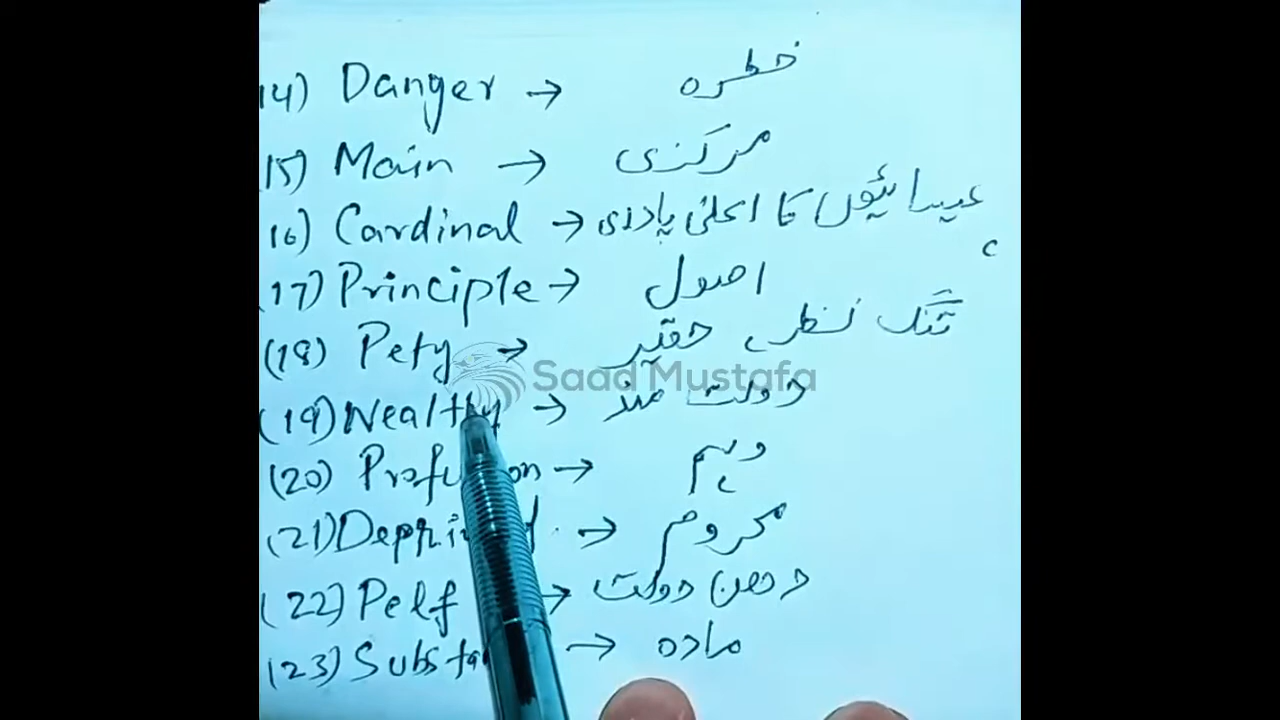 14) Danger → خطرہ
(15) Main → مرکزی
16) Cardinal → عیسائیوں کا اعلیٰ پادری
(17) Principle → اصول
(18) Pety → تنگ نظر، حقیر
Saad Mustafa
(19) Wealthy → دولت مند
(20) → وہم
(21) → محروم
(22) Pelf → دھن دولت
(23) → مادہ